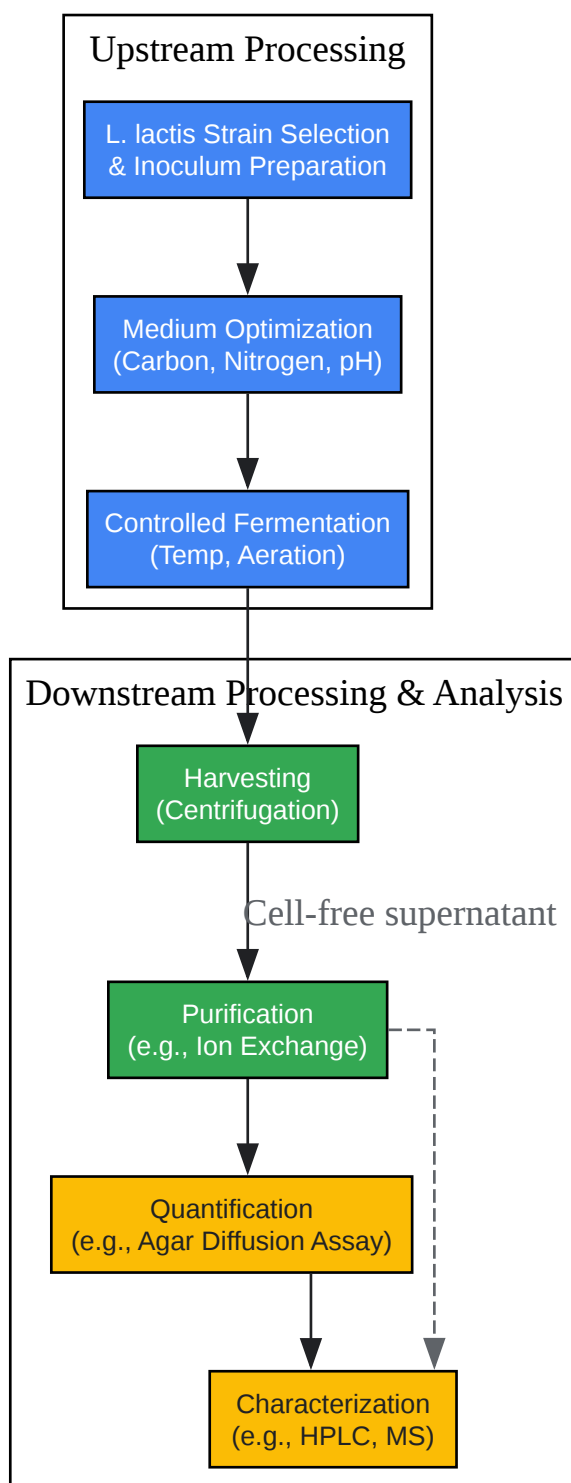 Upstream Processing
L. lactis Strain Selection
& Inoculum Preparation
Medium Optimization
(Carbon, Nitrogen, pH)
Controlled Fermentation
(Temp, Aeration)
Downstream Processing & Analysis
Harvesting
(Centrifugation)
Cell-free supernatant
Purification
(e.g., Ion Exchange)
Quantification
(e.g., Agar Diffusion Assay)
Characterization
(e.g., HPLC, MS)